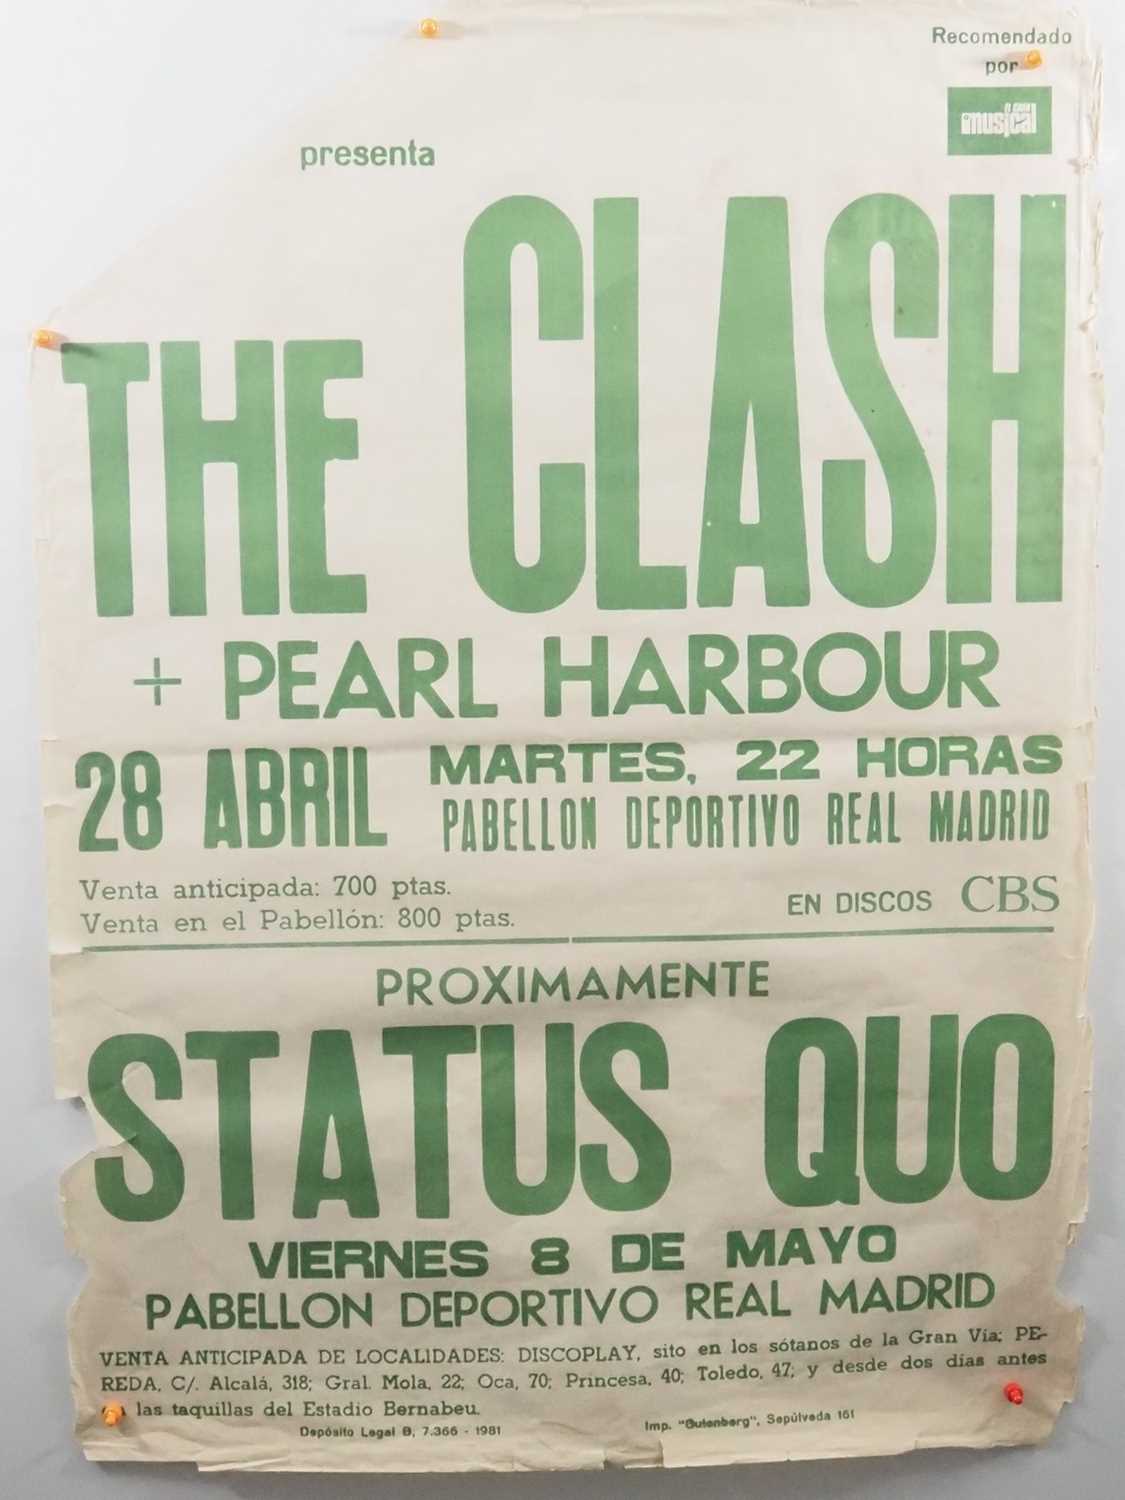 Recomendado
por
musical
presenta
THE CLASH
+ PEARL HARBOUR
28 ABRIL MARTES, 22 HORAS
PABELLON DEPORTIVO REAL MADRID
Venta anticipada: 700 ptas.
Venta en el Pabellón: 800 ptas.
EN DISCOS CBS
PROXIMAMENTE
STATUS QUO
VIERNES 8 DE MAYO
PABELLON DEPORTIVO REAL MADRID
VENTA ANTICIPADA DE LOCALIDADES: DISCOPLAY, sito en los sótanos de la Gran Vía; PE-
REDA, C/. Alcalá, 318; Gral. Mola, 22; Oca, 70; Princesa, 40; Toledo, 47; y desde dos días antes
las taquillas del Estadio Bernabeu.
Depósito Legal B, 7.366 - 1981
Imp. "Gutenberg", Sepúlveda 161